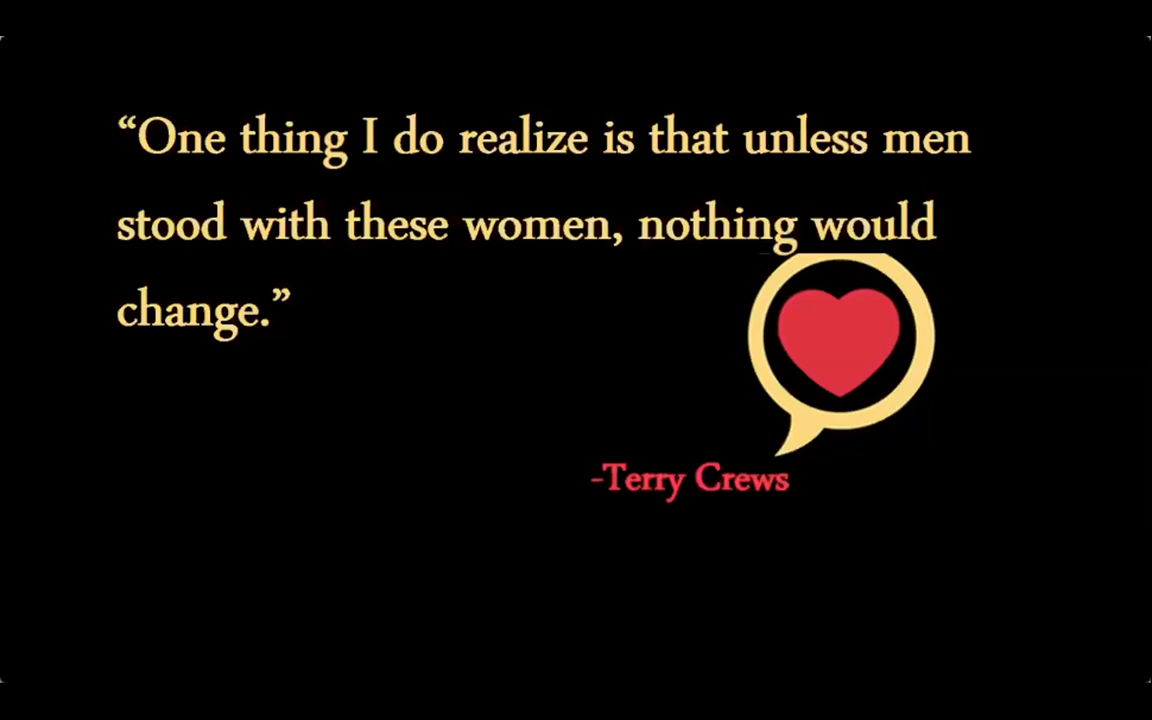 “One thing I do realize is that unless men
stood with these women, nothing would
change.”
-Terry Crews